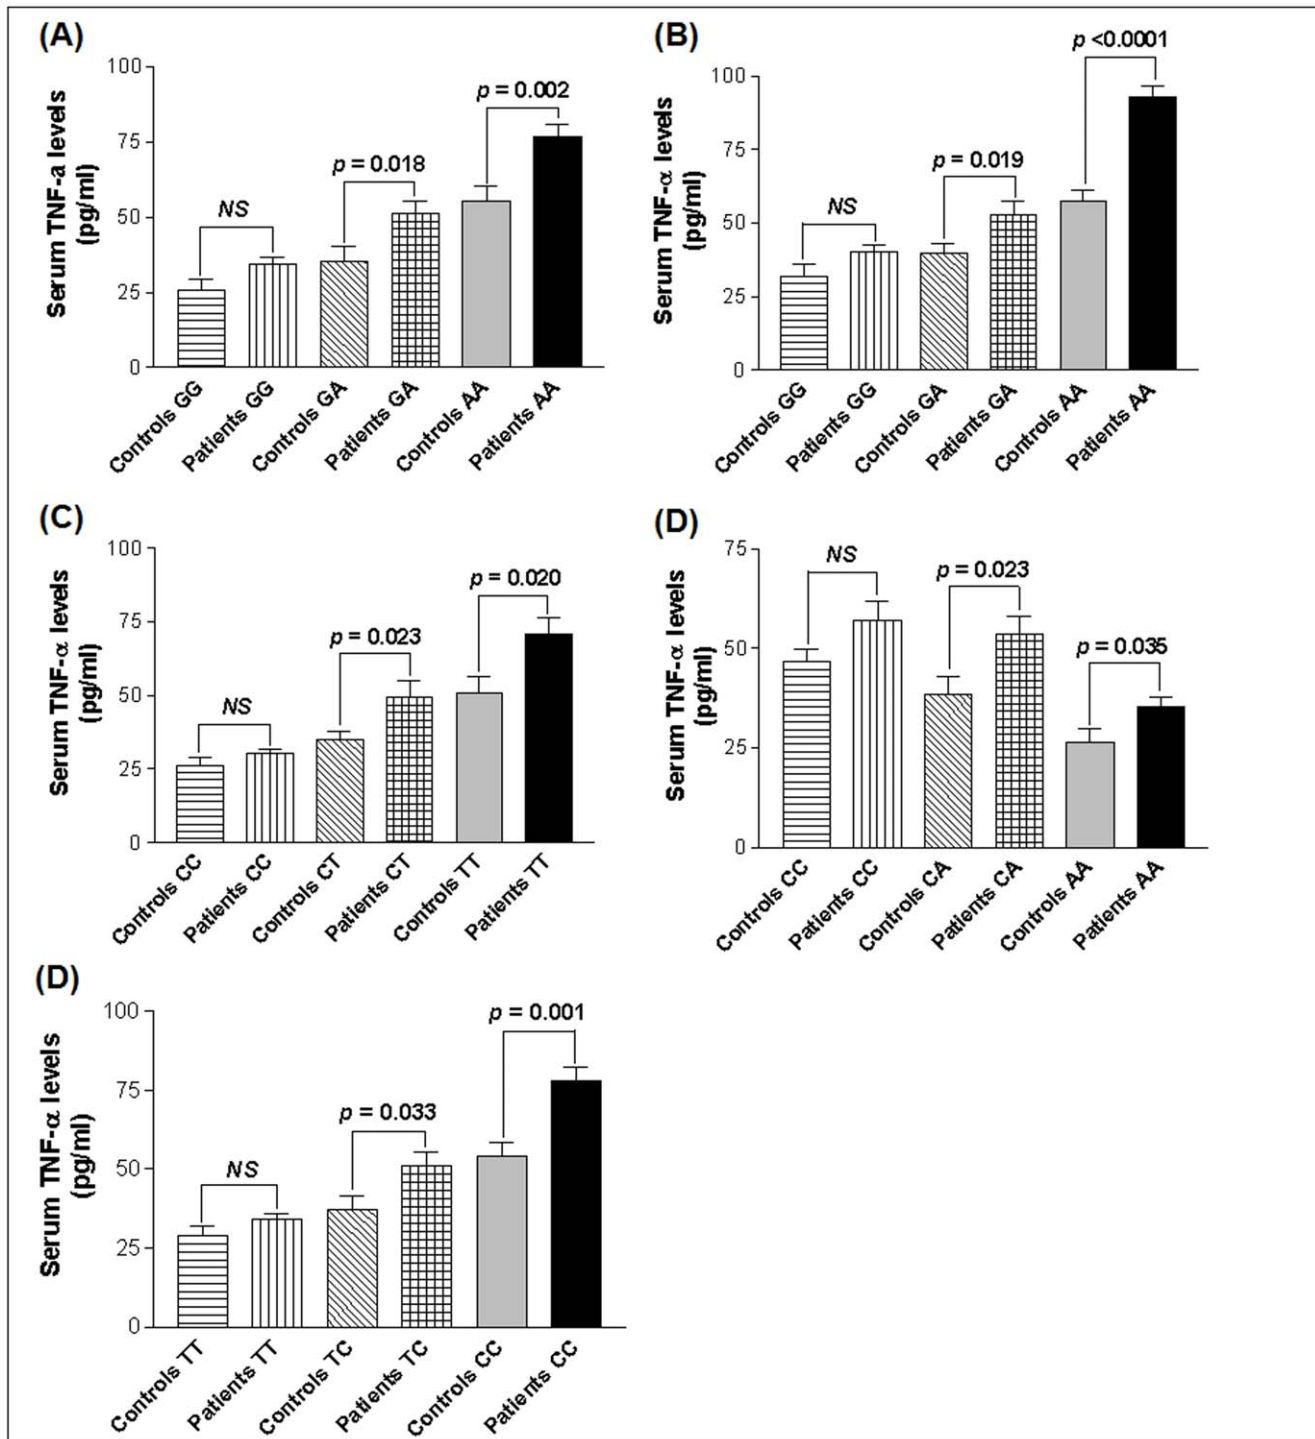 (A)
Serum TNF-a levels
(pg/ml)
100
75
50
25
0
NS
p = 0.018
p = 0.002
Controls GG
Patients GG
Controls GA
Patients GA
Controls AA
Patients AA
(B)
Serum TNF-α levels
(pg/ml)
100
75
50
25
0
NS
p = 0.019
p <0.0001
Controls GG
Patients GG
Controls GA
Patients GA
Controls AA
Patients AA
(C)
Serum TNF-α levels
(pg/ml)
100
75
50
25
0
NS
p = 0.023
p = 0.020
Controls CC
Patients CC
Controls CT
Patients CT
Controls TT
Patients TT
(D)
Serum TNF-α levels
(pg/ml)
75
50
25
0
NS
p = 0.023
p = 0.035
Controls CC
Patients CC
Controls CA
Patients CA
Controls AA
Patients AA
(D)
Serum TNF-α levels
(pg/ml)
100
75
50
25
0
NS
p = 0.033
p = 0.001
Controls TT
Patients TT
Controls TC
Patients TC
Controls CC
Patients CC